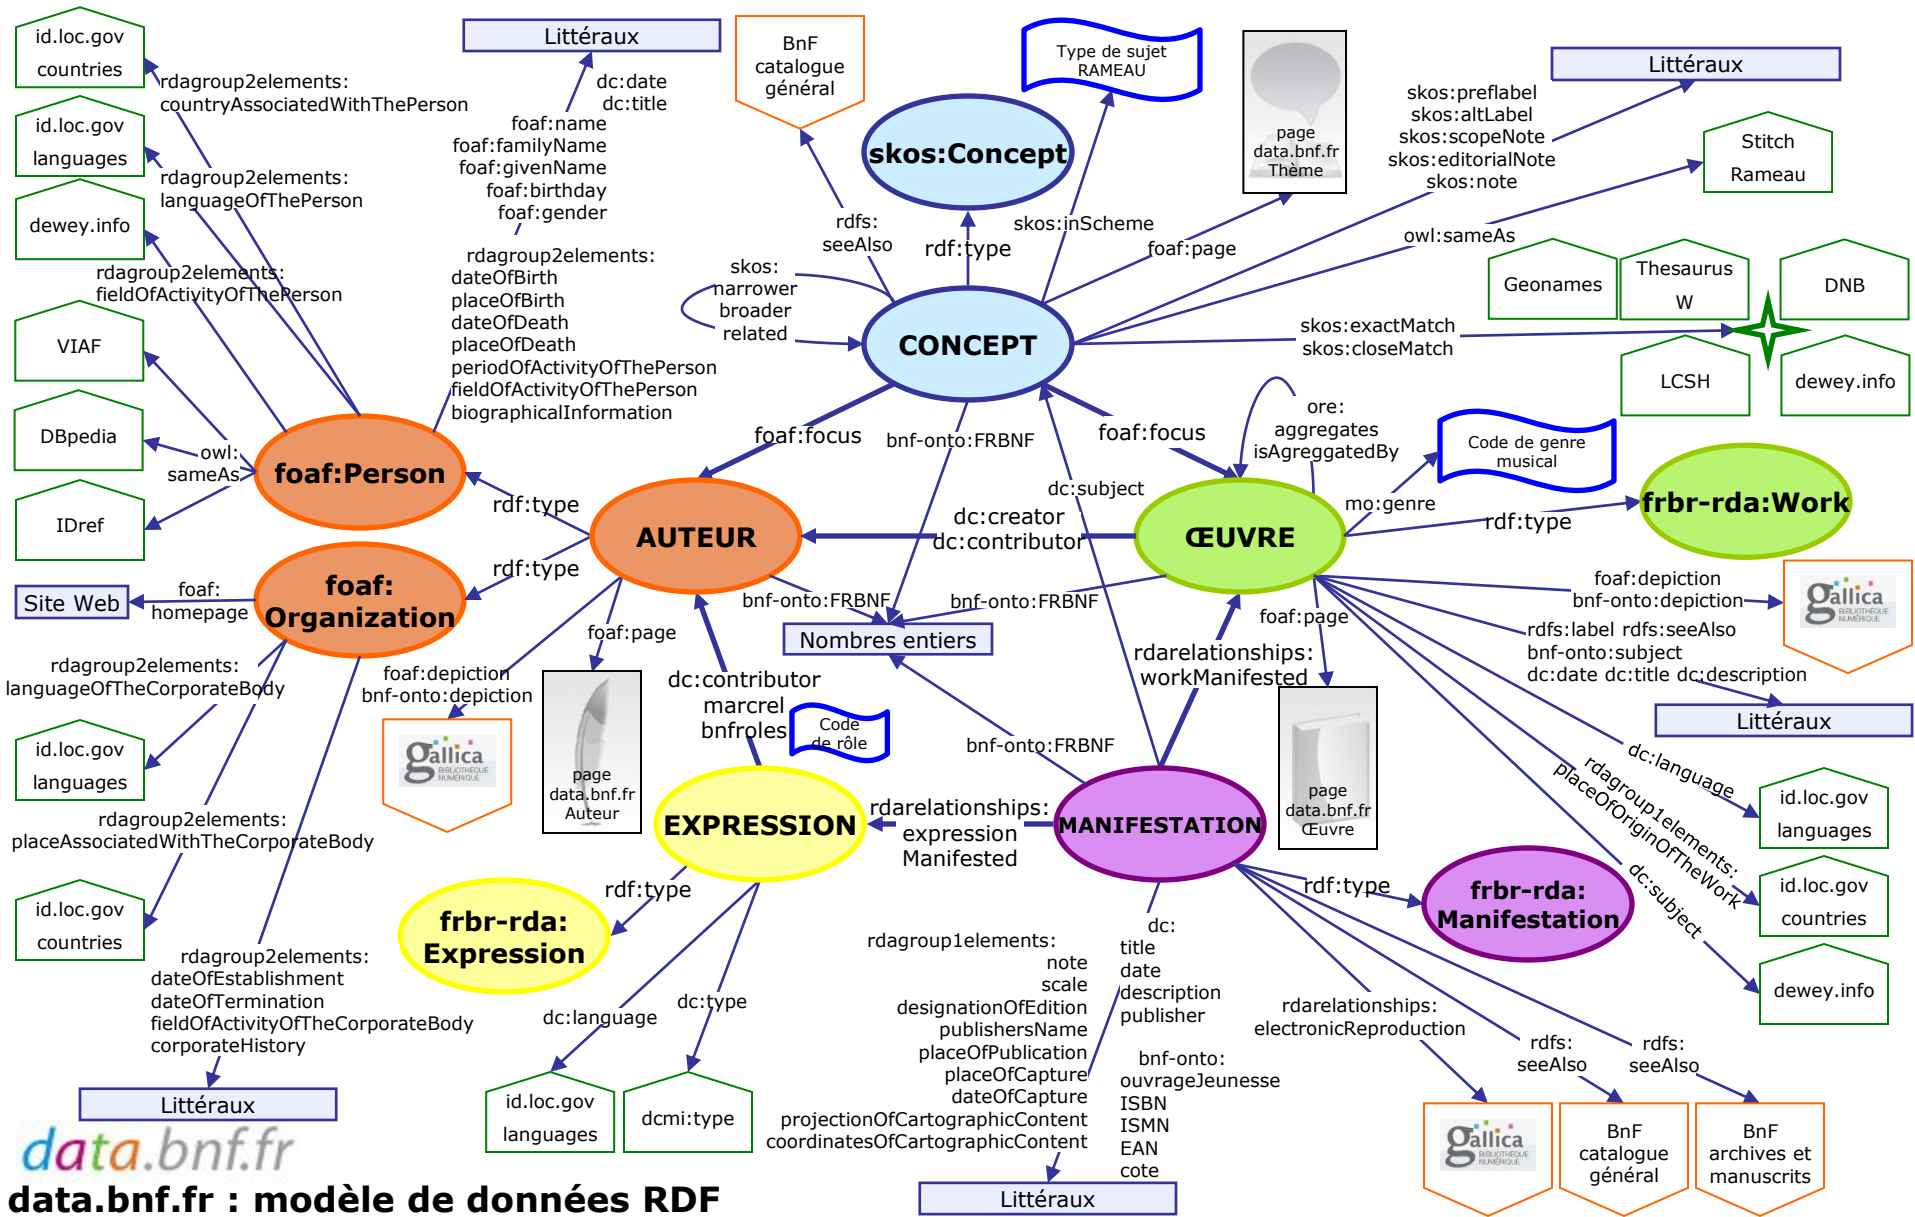 id.loc.gov
countries
id.loc.gov
languages
dewey.info
VIAF
DBpedia
IDref
rdagroup2elements:
countryAssociatedWithThePerson
rdagroup2elements:
languageOfThePerson
rdagroup2elements:
fieldOfActivityOfThePerson
owl:
sameAs
Littéraux
dc:date
dc:title
foaf:name
foaf:familyName
foaf:givenName
foaf:birthday
foaf:gender
rdagroup2elements:
dateOfBirth
placeOfBirth
dateOfDeath
placeOfDeath
periodOfActivityOfThePerson
fieldOfActivityOfThePerson
biographicalInformation
BnF
catalogue
général
rdfs:
seeAlso
skos:Concept
rdf:type
Type de sujet
RAMEAU
skos:inScheme
page
data.bnf.fr
Thème
foaf:page
skos:preflabel
skos:altLabel
skos:scopeNote
skos:editorialNote
skos:note
Littéraux
Stitch
Rameau
owl:sameAs
Geonames
Thesaurus
W
DNB
LCSH
dewey.info
skos:exactMatch
skos:closeMatch
skos:
narrower
broader
related
CONCEPT
foaf:focus
bnf-onto:FRBNF
foaf:focus
dc:subject
ore:
aggregates
isAgreggatedBy
Code de genre
musical
mo:genre
frbr-rda:Work
rdf:type
foaf:Person
rdf:type
AUTEUR
dc:creator
dc:contributor
ŒUVRE
foaf:
Organization
rdf:type
Site Web
foaf:
homepage
bnf-onto:FRBNF
bnf-onto:FRBNF
Nombres entiers
foaf:page
foaf:depiction
bnf-onto:depiction
gallica
BIBLIOTHÈQUE
NUMÉRIQUE
rdfs:label rdfs:seeAlso
bnf-onto:subject
dc:date dc:title dc:description
Littéraux
rdagroup2elements:
languageOfTheCorporateBody
id.loc.gov
languages
rdagroup2elements:
placeAssociatedWithTheCorporateBody
id.loc.gov
countries
foaf:page
foaf:depiction
bnf-onto:depiction
gallica
BIBLIOTHÈQUE
NUMÉRIQUE
page
data.bnf.fr
Auteur
dc:contributor
marcrel
bnfroles
Code
de rôle
rdarelationships:
workManifested
bnf-onto:FRBNF
page
data.bnf.fr
Œuvre
dc:language
rdagroup1elements:
placeOfOriginOfTheWork
dc:subject
id.loc.gov
languages
id.loc.gov
countries
dewey.info
EXPRESSION
rdarelationships:
expression
Manifested
MANIFESTATION
rdf:type
frbr-rda:
Expression
rdf:type
frbr-rda:
Manifestation
rdagroup2elements:
dateOfEstablishment
dateOfTermination
fieldOfActivityOfTheCorporateBody
corporateHistory
Littéraux
dc:language
dc:type
id.loc.gov
languages
dcmi:type
rdagroup1elements:
note
scale
designationOfEdition
publishersName
placeOfPublication
placeOfCapture
dateOfCapture
projectionOfCartographicContent
coordinatesOfCartographicContent
dc:
title
date
description
publisher
bnf-onto:
ouvrageJeunesse
ISBN
ISMN
EAN
cote
Littéraux
rdarelationships:
electronicReproduction
rdfs:
seeAlso
rdfs:
seeAlso
gallica
BIBLIOTHÈQUE
NUMÉRIQUE
BnF
catalogue
général
BnF
archives et
manuscrits
data.bnf.fr
data.bnf.fr : modèle de données RDF